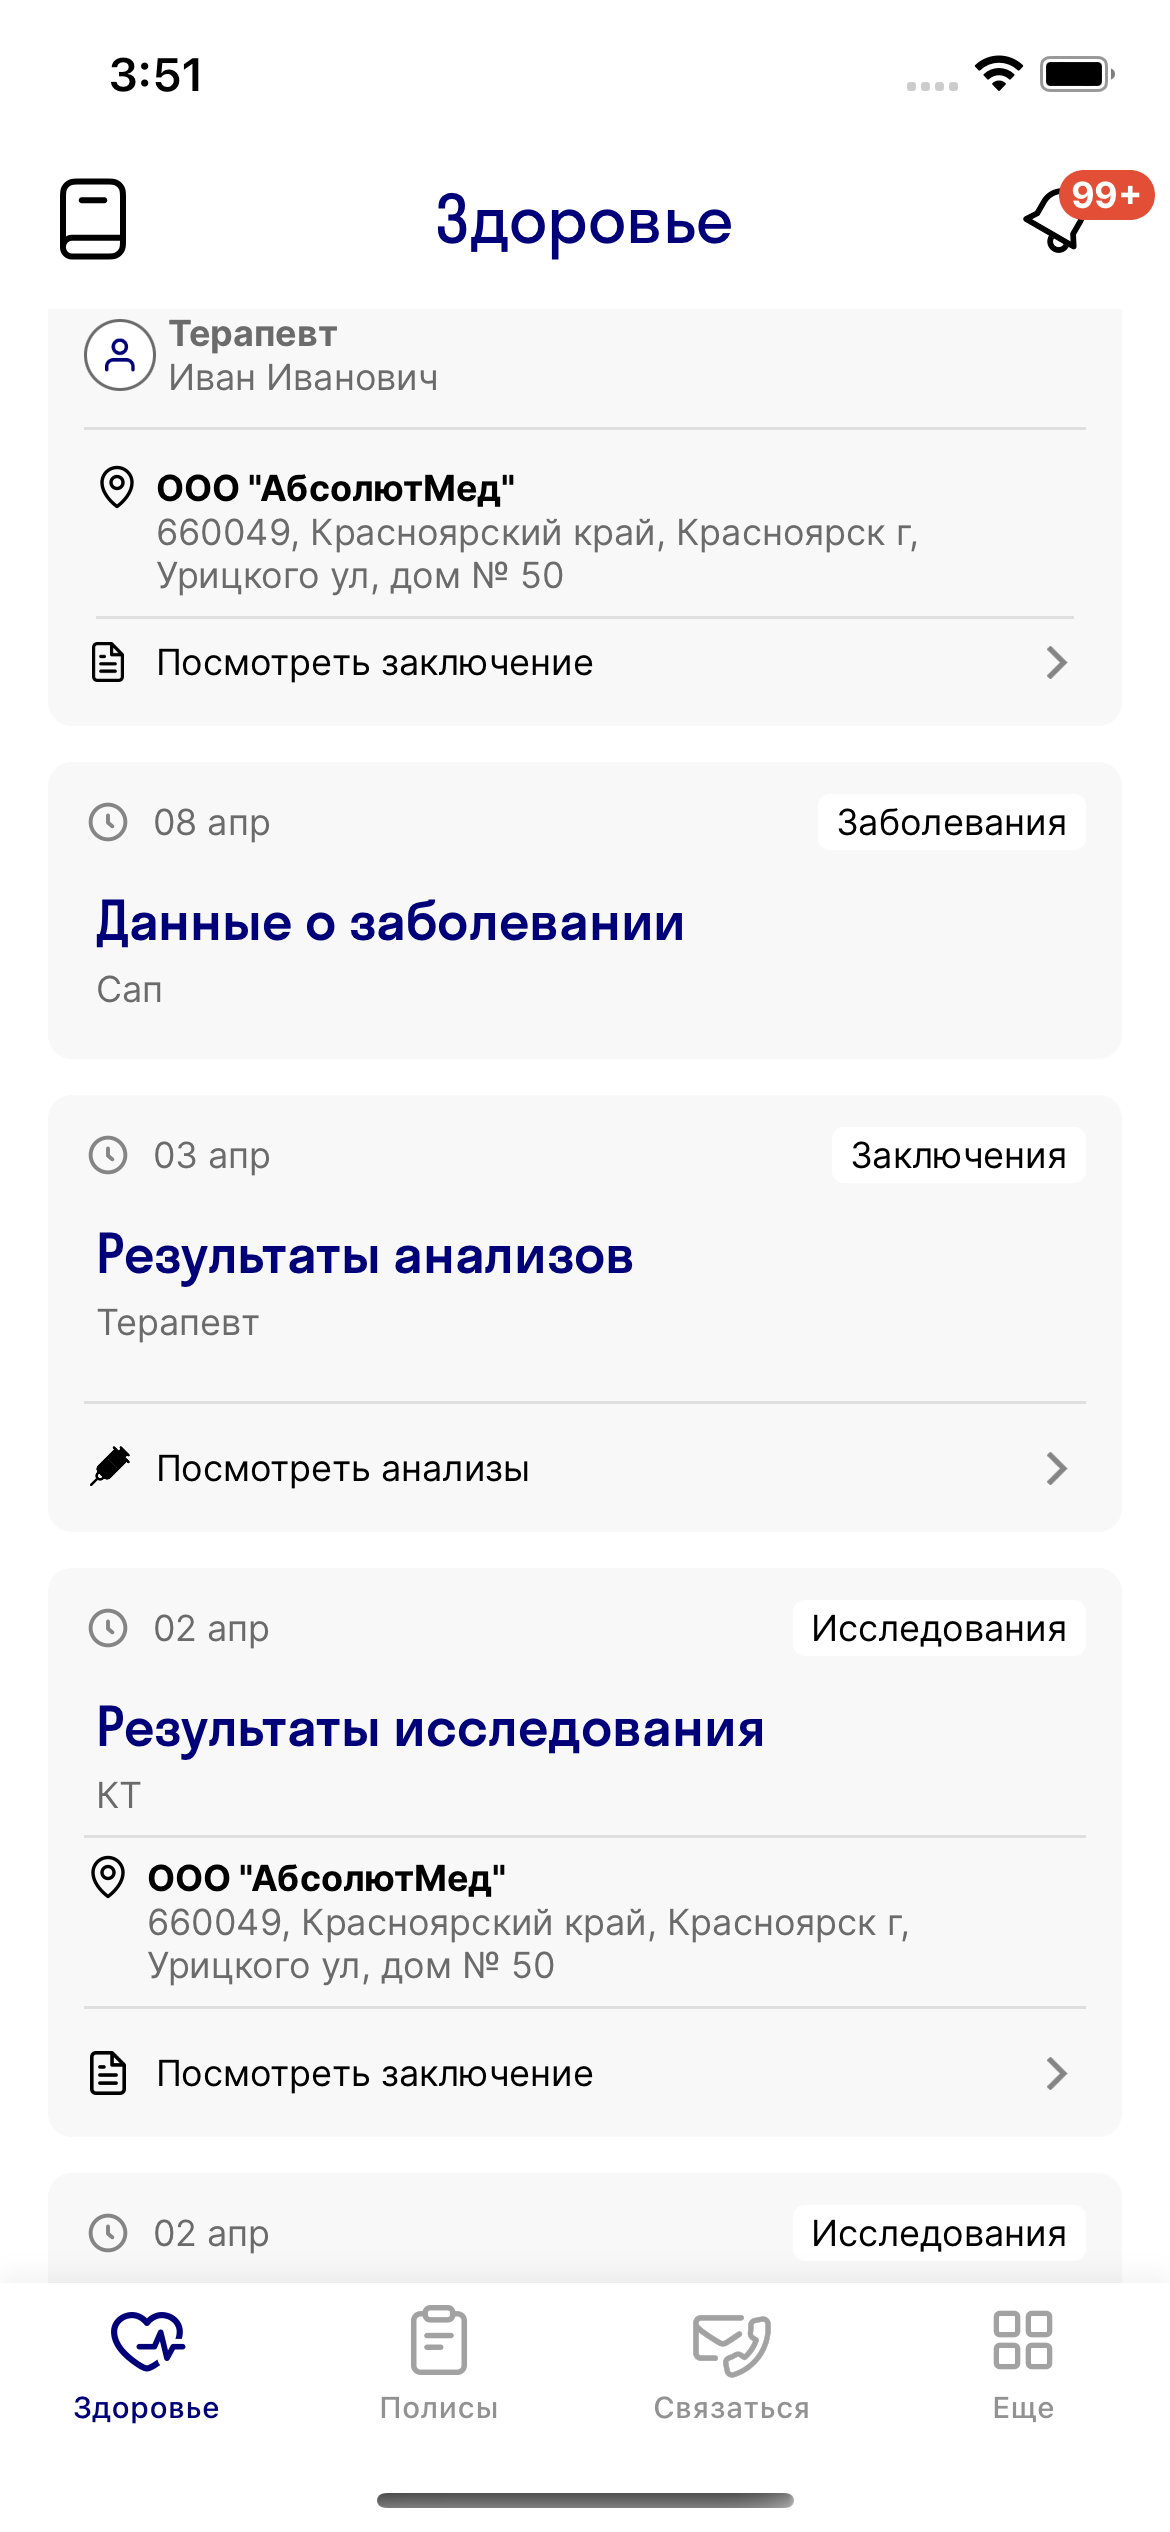 3:51
Здоровье
99+
Терапевт
Иван Иванович
ООО "АбсолютМед"
660049, Красноярский край, Красноярск г,
Урицкого ул, дом № 50
Посмотреть заключение
08 апр
Заболевания
Данные о заболевании
Сап
03 апр
Заключения
Результаты анализов
Терапевт
Посмотреть анализы
02 апр
Исследования
Результаты исследования
КТ
ООО "АбсолютМед"
660049, Красноярский край, Красноярск г,
Урицкого ул, дом № 50
Посмотреть заключение
02 апр
Исследования
Здоровье
Полисы
Связаться
Еще